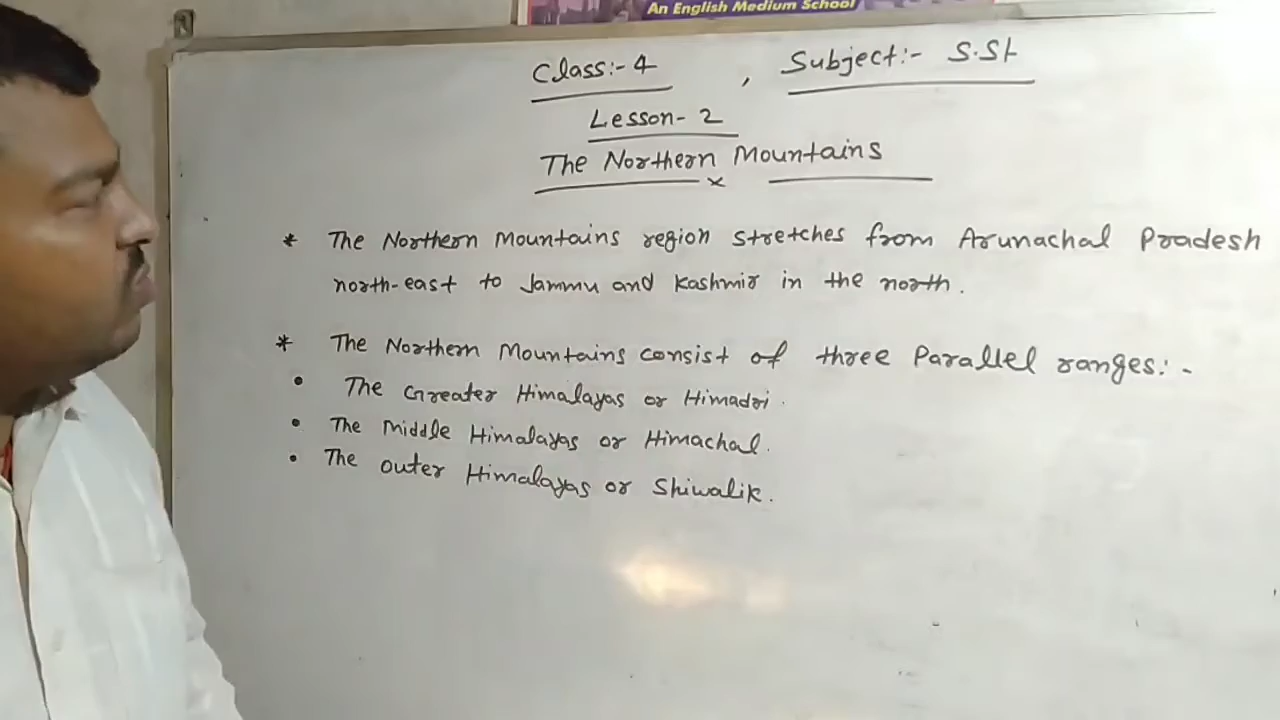 An English Medium School
Class:- 4 , Subject:- S.St
Lesson- 2
The Northern Mountains
x
* The Northern Mountains region stretches from Arunachal Pradesh
north-east to Jammu and Kashmir in the north.
* The Northern Mountains consist of three Parallel ranges:-
• The Greater Himalayas or Himadri.
• The Middle Himalayas or Himachal.
• The outer Himalayas or Shiwalik.